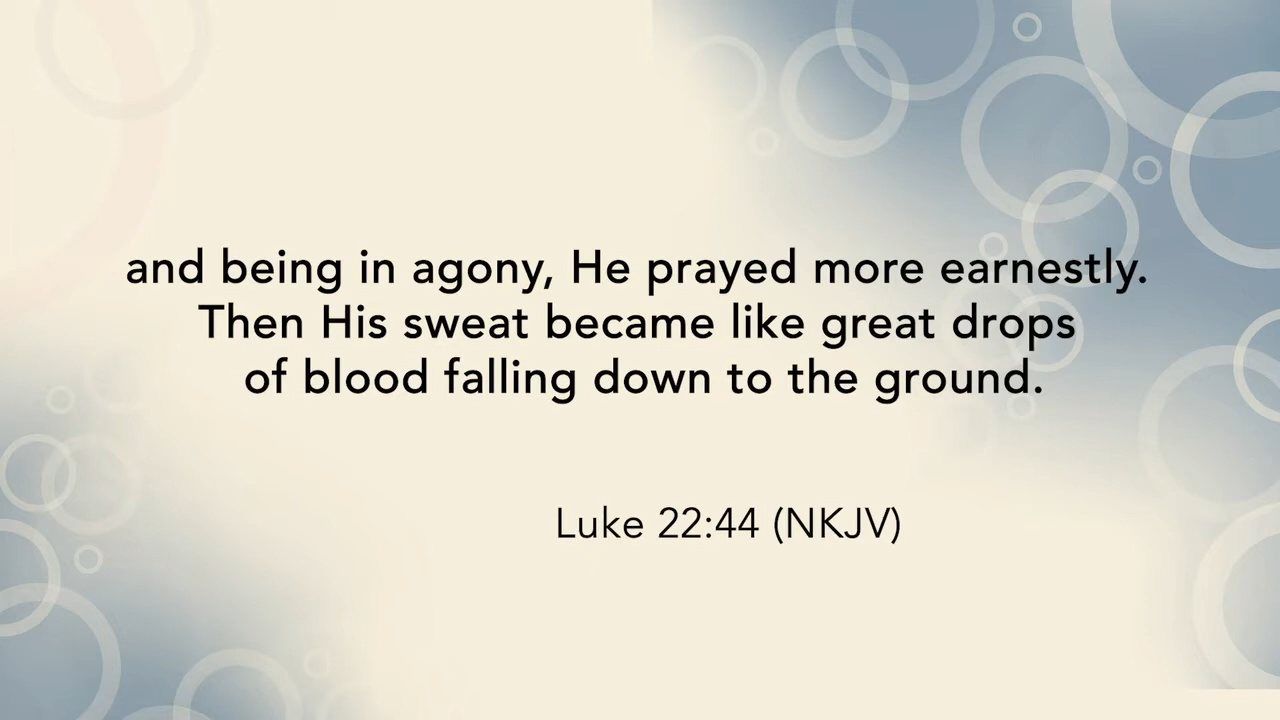 and being in agony, He prayed more earnestly.
Then His sweat became like great drops
of blood falling down to the ground.
Luke 22:44 (NKJV)